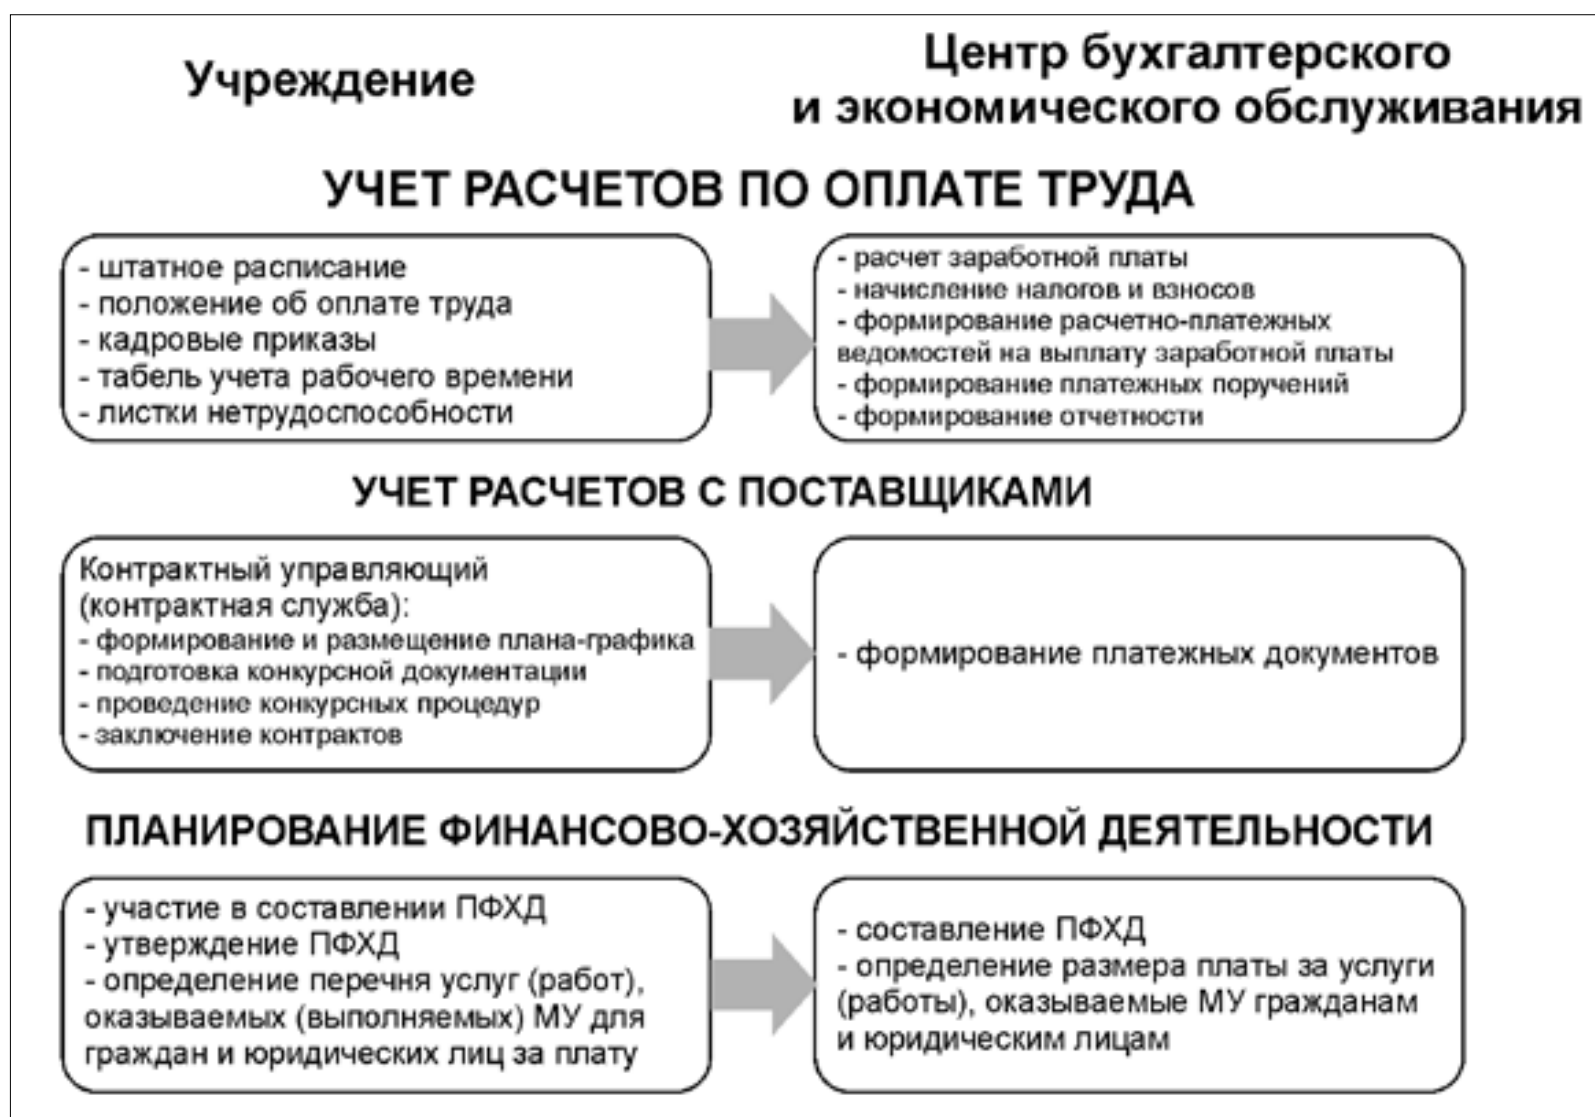 Учреждение
Центр бухгалтерского
и экономического обслуживания
УЧЕТ РАСЧЕТОВ ПО ОПЛАТЕ ТРУДА
- штатное расписание
- положение об оплате труда
- кадровые приказы
- табель учета рабочего времени
- листки нетрудоспособности
- расчет заработной платы
- начисление налогов и взносов
- формирование расчетно-платежных
ведомостей на выплату заработной платы
- формирование платежных поручений
- формирование отчетности
УЧЕТ РАСЧЕТОВ С ПОСТАВЩИКАМИ
Контрактный управляющий
(контрактная служба):
- формирование и размещение плана-графика
- подготовка конкурсной документации
- проведение конкурсных процедур
- заключение контрактов
- формирование платежных документов
ПЛАНИРОВАНИЕ ФИНАНСОВО-ХОЗЯЙСТВЕННОЙ ДЕЯТЕЛЬНОСТИ
- участие в составлении ПФХД
- утверждение ПФХД
- определение перечня услуг (работ),
оказываемых (выполняемых) МУ для
граждан и юридических лиц за плату
- составление ПФХД
- определение размера платы за услуги
(работы), оказываемые МУ гражданам
и юридическим лицам